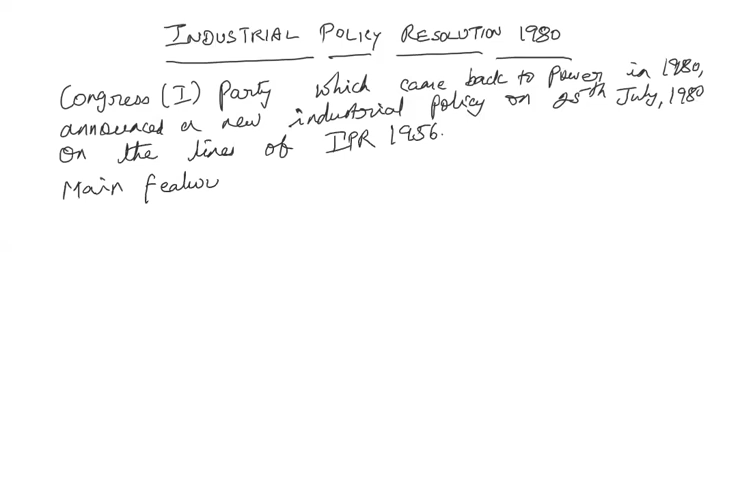 INDUSTRIAL POLICY RESOLUTION 1980
Congress (I) Party which came back to Power in 1980,
announced a new industrial policy on 25th July, 1980
On the lines of IPR 1956.
Main featur